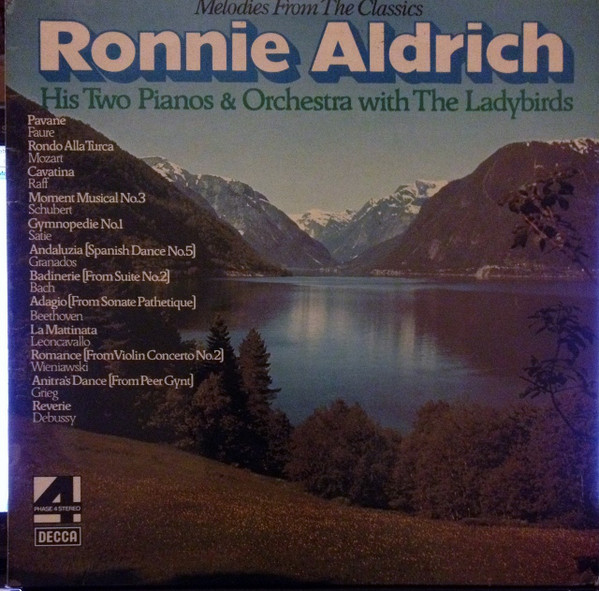 Melodies From The Classics
Ronnie Aldrich
His Two Pianos & Orchestra with The Ladybirds
Pavane
Faure
Rondo Alla Turca
Mozart
Cavatina
Raff
Moment Musical No.3
Schubert
Gymnopedie No.1
Satie
Andaluzia [Spanish Dance No.5]
Granados
Badinerie [From Suite No.2]
Bach
Adagio [From Sonate Pathetique]
Beethoven
La Mattinata
Leoncavallo
Romance [From Violin Concerto No.2]
Wieniawski
Anitra's Dance [From Peer Gynt]
Grieg
Reverie
Debussy
4
PHASE 4 STEREO
DECCA